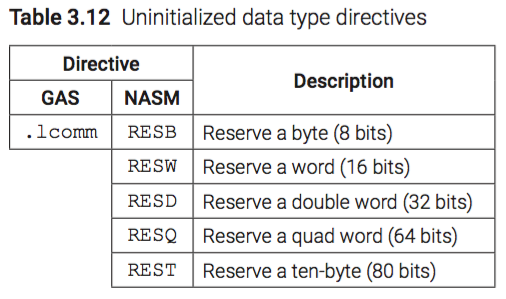 Table 3.12 Uninitialized data type directives
Directive Description
GAS NASM
.lcomm RESB Reserve a byte (8 bits)
RESW Reserve a word (16 bits)
RESD Reserve a double word (32 bits)
RESQ Reserve a quad word (64 bits)
REST Reserve a ten-byte (80 bits)